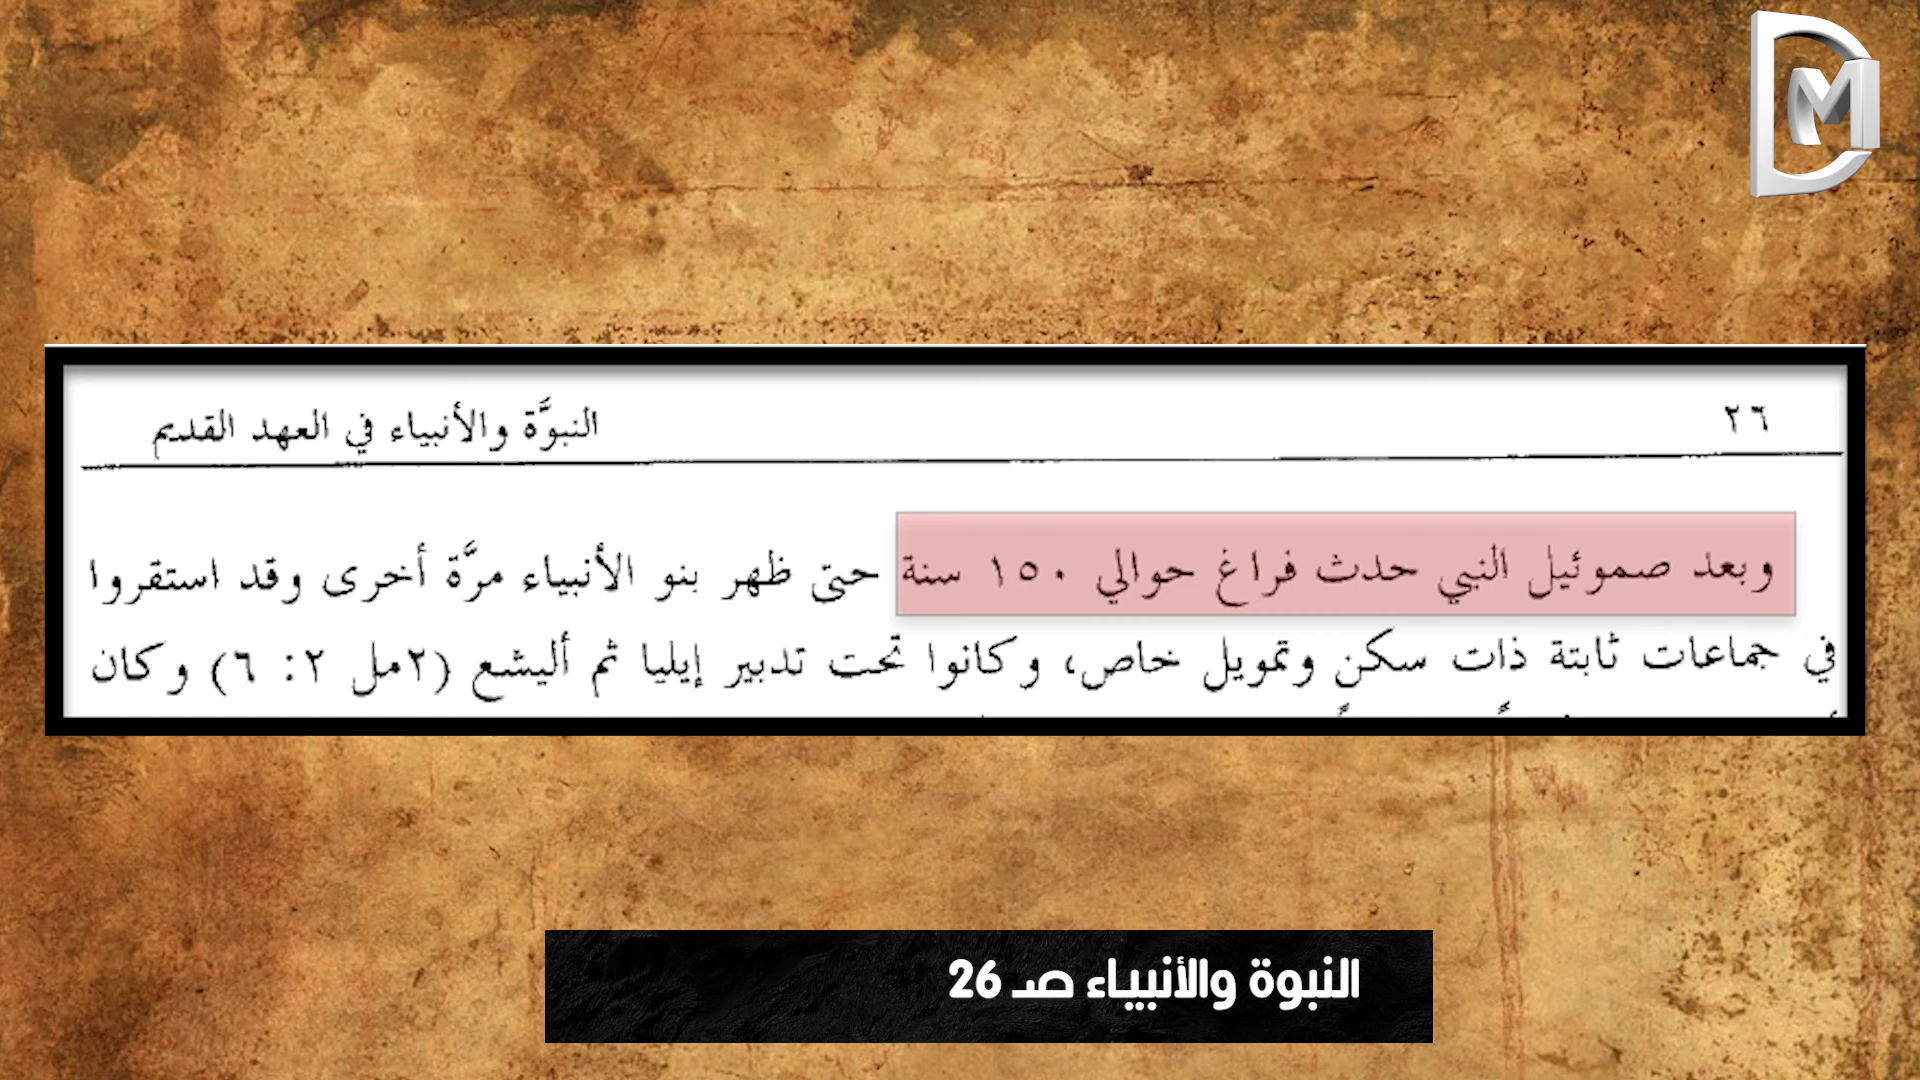 DM
٢٦ النبوَّة والأنبياء في العهد القديم
وبعد صموئيل النبي حدث فراغ حوالي ١٥٠ سنة حتى ظهر بنو الأنبياء مرَّة أخرى وقد استقروا
في جماعات ثابتة ذات سكن وتمويل خاص، وكانوا تحت تدبير إيليا ثم أليشع (٢مل ٢: ٦) وكان
النبوة والأنبياء صـ 26